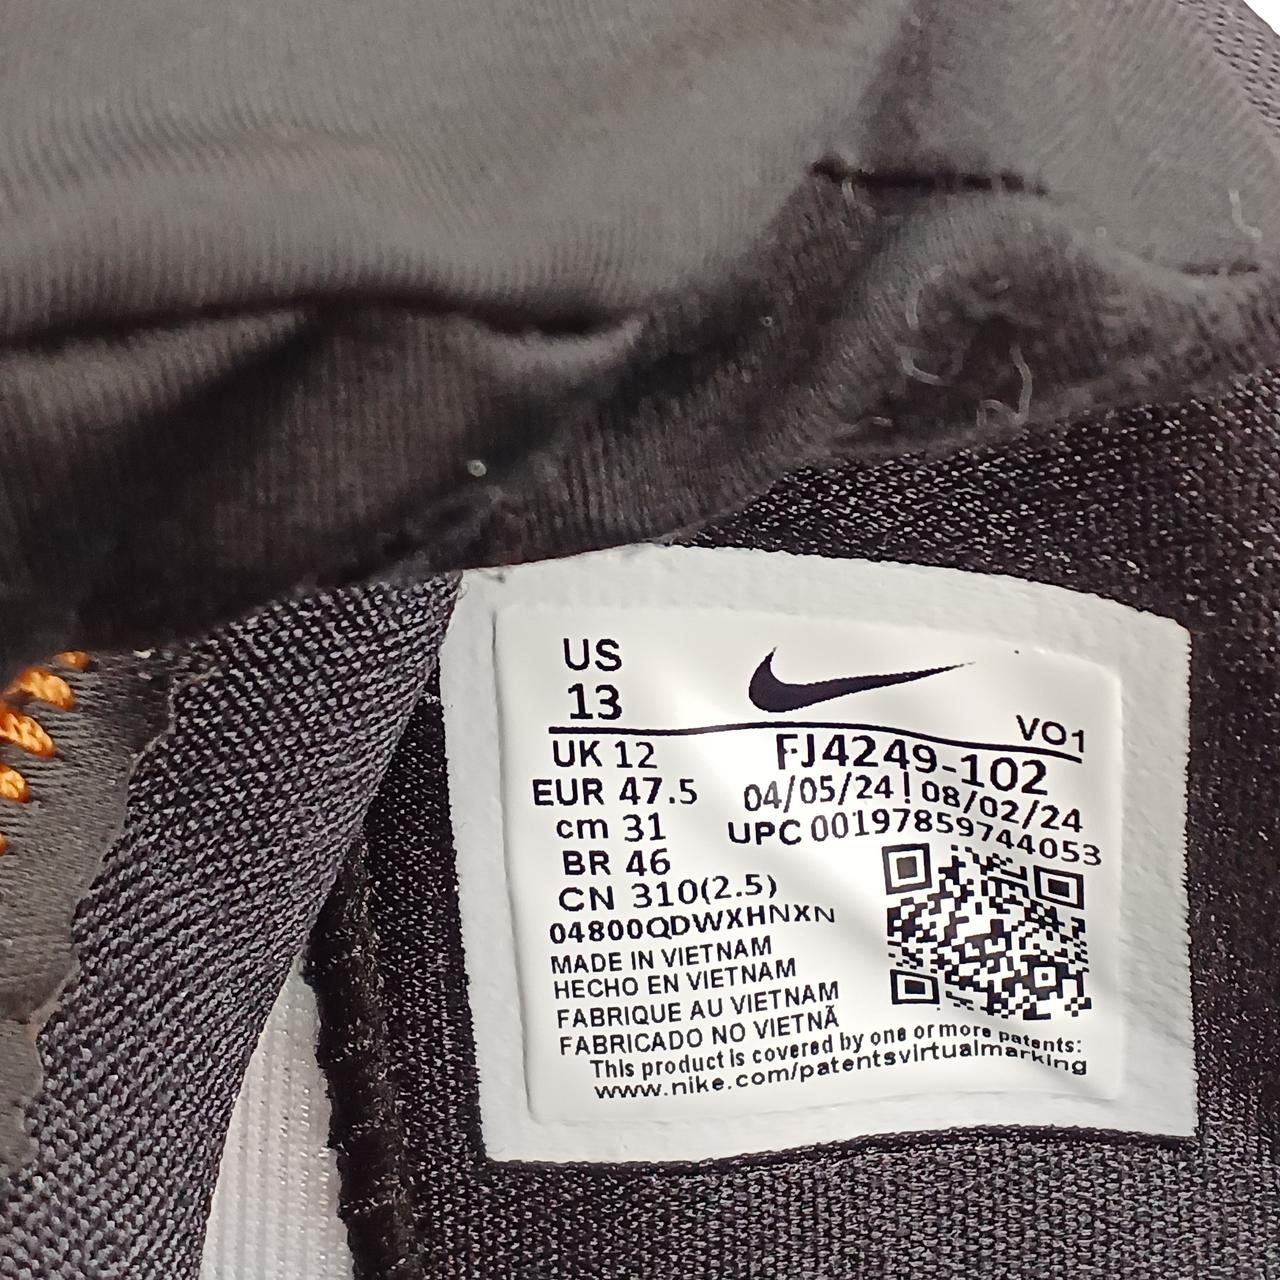 US
13
VO1
UK 12
FJ4249-102
EUR 47.5
04/05/24 | 08/02/24
cm 31
UPC 00197859744053
BR 46
CN 310(2.5)
04800QDWXHNXN
MADE IN VIETNAM
HECHO EN VIETNAM
FABRIQUE AU VIETNAM
FABRICADO NO VIETNÃ
This product is covered by one or more patents:
www.nike.com/patentsvirtualmarking